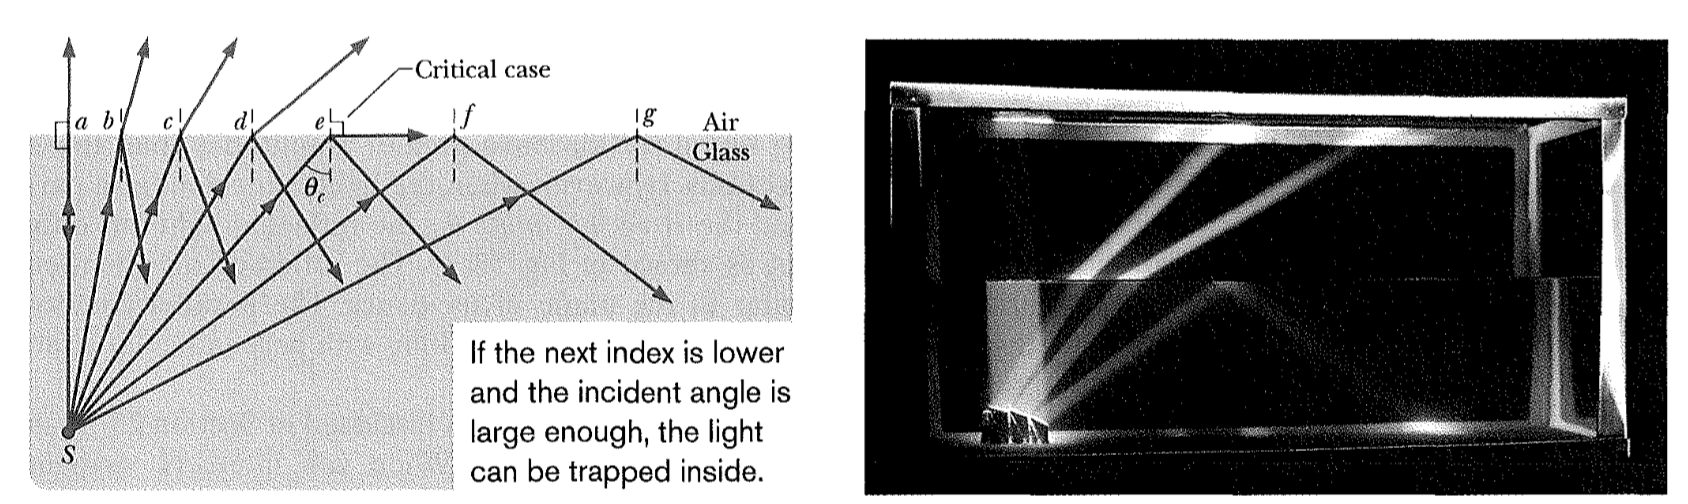 Critical case
a b c d e f g Air
Glass
θc
If the next index is lower
and the incident angle is
large enough, the light
can be trapped inside.
S